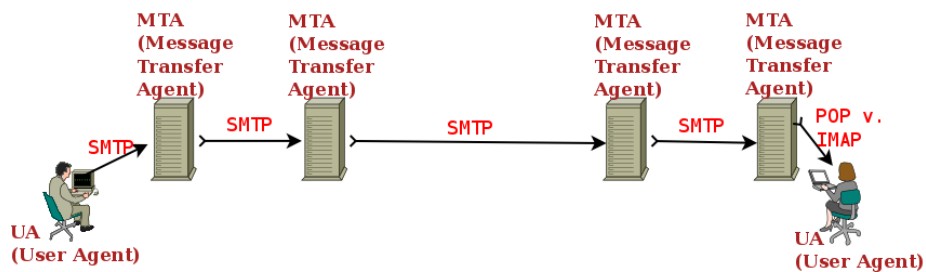 MTA
(Message
Transfer
Agent)
MTA
(Message
Transfer
Agent)
MTA
(Message
Transfer
Agent)
MTA
(Message
Transfer
Agent)
SMTP
SMTP
SMTP
SMTP
POP v.
IMAP
UA
(User Agent)
UA
(User Agent)